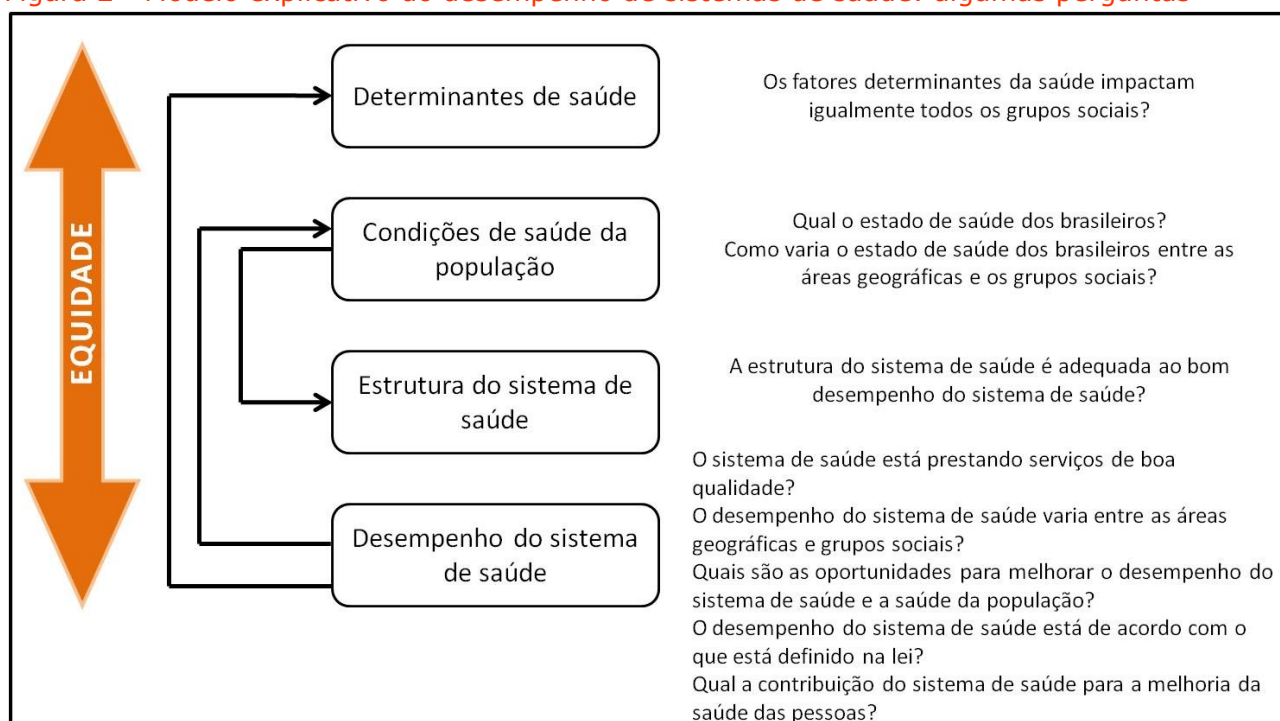 Figura 2 - Modelo explicativo do desempenho de sistemas de saúde: algumas perguntas
EQUIDADE
Determinantes de saúde
Os fatores determinantes da saúde impactam
igualmente todos os grupos sociais?
Condições de saúde da
população
Qual o estado de saúde dos brasileiros?
Como varia o estado de saúde dos brasileiros entre as
áreas geográficas e os grupos sociais?
Estrutura do sistema de
saúde
A estrutura do sistema de saúde é adequada ao bom
desempenho do sistema de saúde?
Desempenho do sistema
de saúde
O sistema de saúde está prestando serviços de boa
qualidade?
O desempenho do sistema de saúde varia entre as áreas
geográficas e grupos sociais?
Quais são as oportunidades para melhorar o desempenho do
sistema de saúde e a saúde da população?
O desempenho do sistema de saúde está de acordo com o
que está definido na lei?
Qual a contribuição do sistema de saúde para a melhoria da
saúde das pessoas?